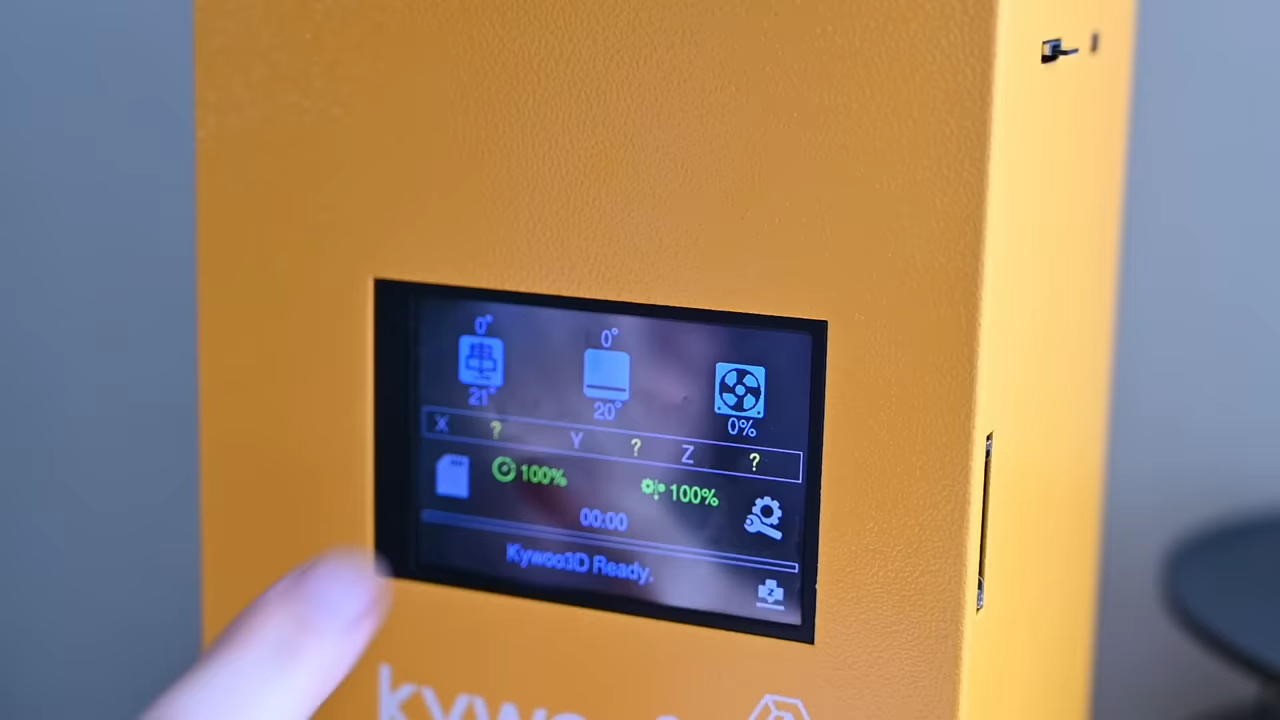 0° 0°
21° 20° 0%
X ? Y ? Z ?
100% 100%
00:00
Kywoo3D Ready.
Z